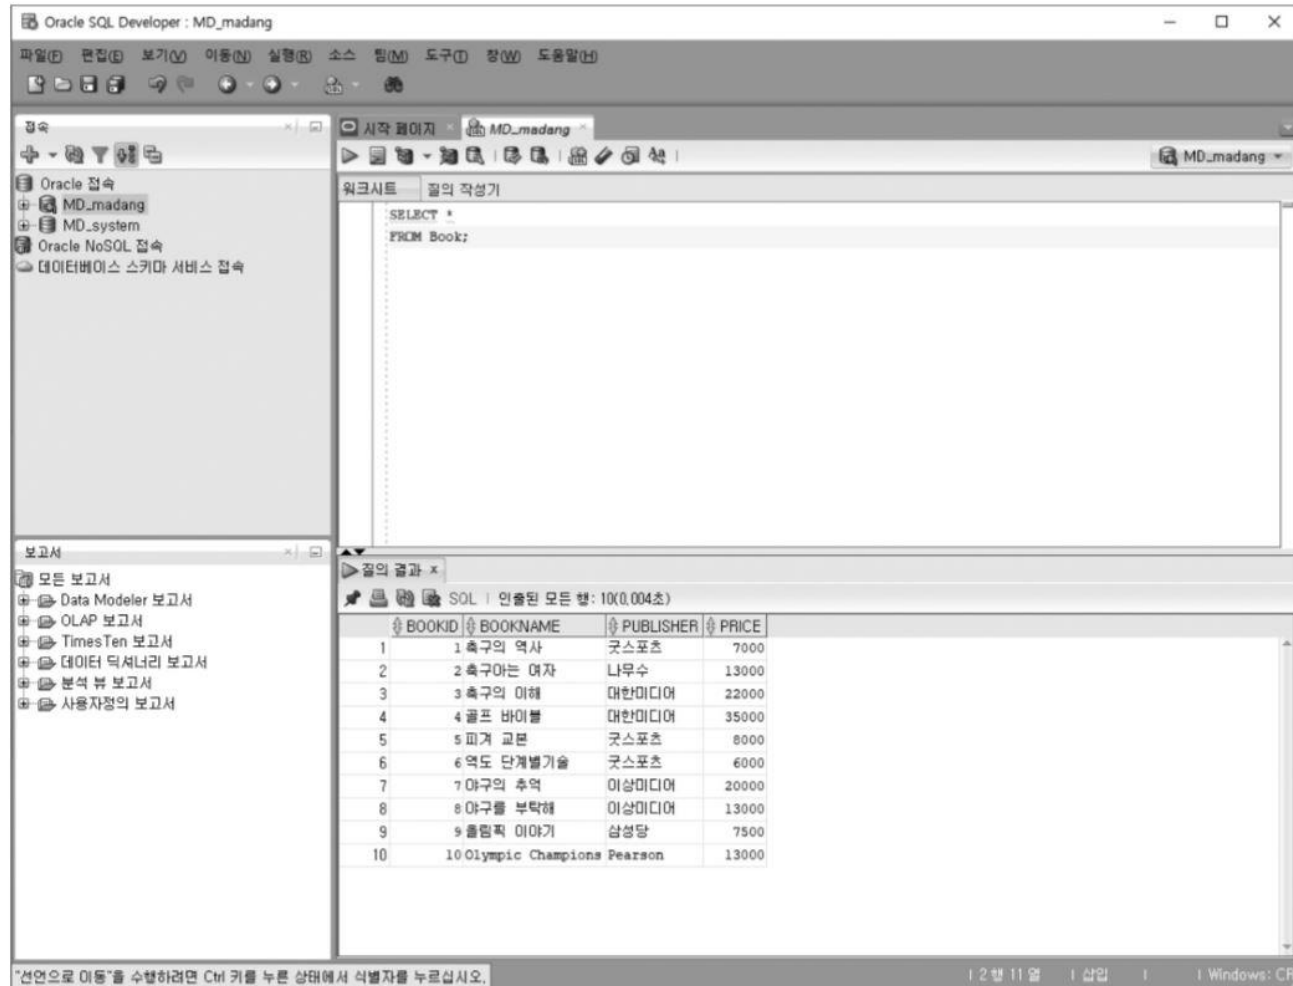 Oracle SQL Developer : MD_madang
파일(F) 편집(E) 보기(V) 이동(N) 실행(R) 소스 팀(M) 도구(T) 창(W) 도움말(H)
접속
시작 페이지 MD_madang
MD_madang
Oracle 접속
MD_madang
MD_system
Oracle NoSQL 접속
데이터베이스 스키마 서비스 접속
워크시트 질의 작성기
SELECT *
FROM Book;
보고서
모든 보고서
Data Modeler 보고서
OLAP 보고서
TimesTen 보고서
데이터 딕셔너리 보고서
분석 뷰 보고서
사용자정의 보고서
질의 결과 x
SQL | 인출된 모든 행: 10(0,004초)
BOOKID BOOKNAME PUBLISHER PRICE
1 1 축구의 역사 굿스포츠 7000
2 2 축구아는 여자 나무수 13000
3 3 축구의 이해 대한미디어 22000
4 4 골프 바이블 대한미디어 35000
5 5 피겨 교본 굿스포츠 8000
6 6 역도 단계별기술 굿스포츠 6000
7 7 야구의 추억 이상미디어 20000
8 8 야구를 부탁해 이상미디어 13000
9 9 올림픽 이야기 삼성당 7500
10 10 Olympic Champions Pearson 13000
"선언으로 이동"을 수행하려면 Ctrl 키를 누른 상태에서 식별자를 누르십시오.
| 2 행 11 열 | 삽입 | | Windows: CR